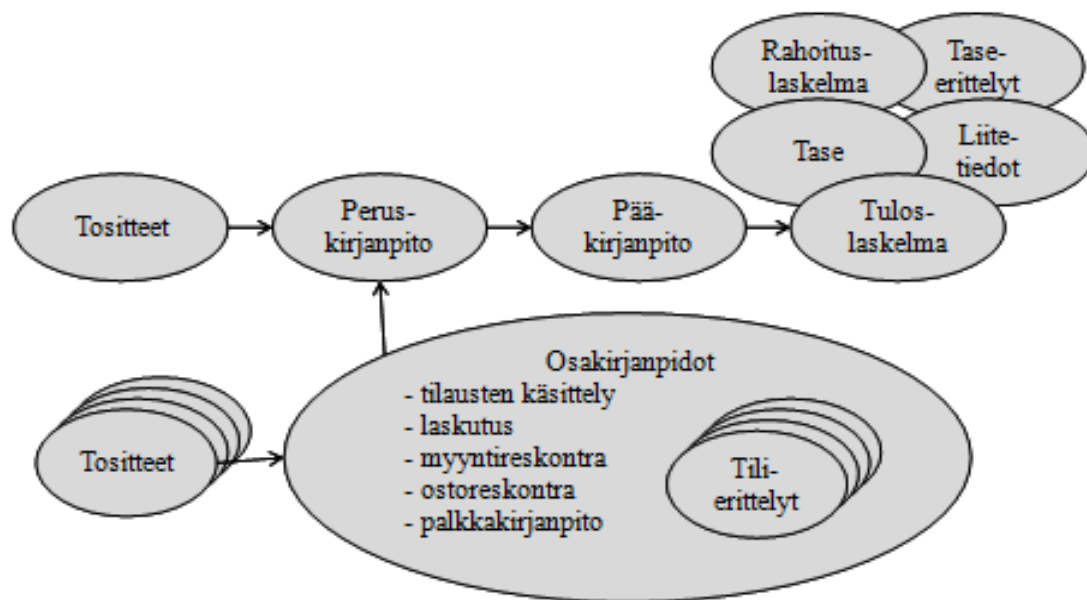 Rahoitus-
laskelma
Tase-
erittelyt
Tase
Liite-
tiedot
Tositteet
Perus-
kirjanpito
Pää-
kirjanpito
Tulos-
laskelma
Osakirjanpidot
- tilausten käsittely
- laskutus
- myyntireskontra
- ostoreskontra
- palkkakirjanpito
Tositteet
Tili-
erittelyt